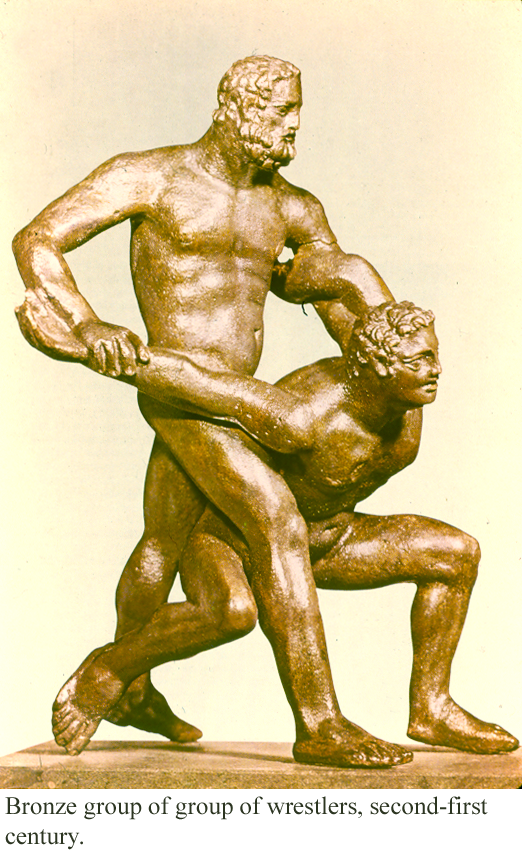 Bronze group of group of wrestlers, second-first
century.